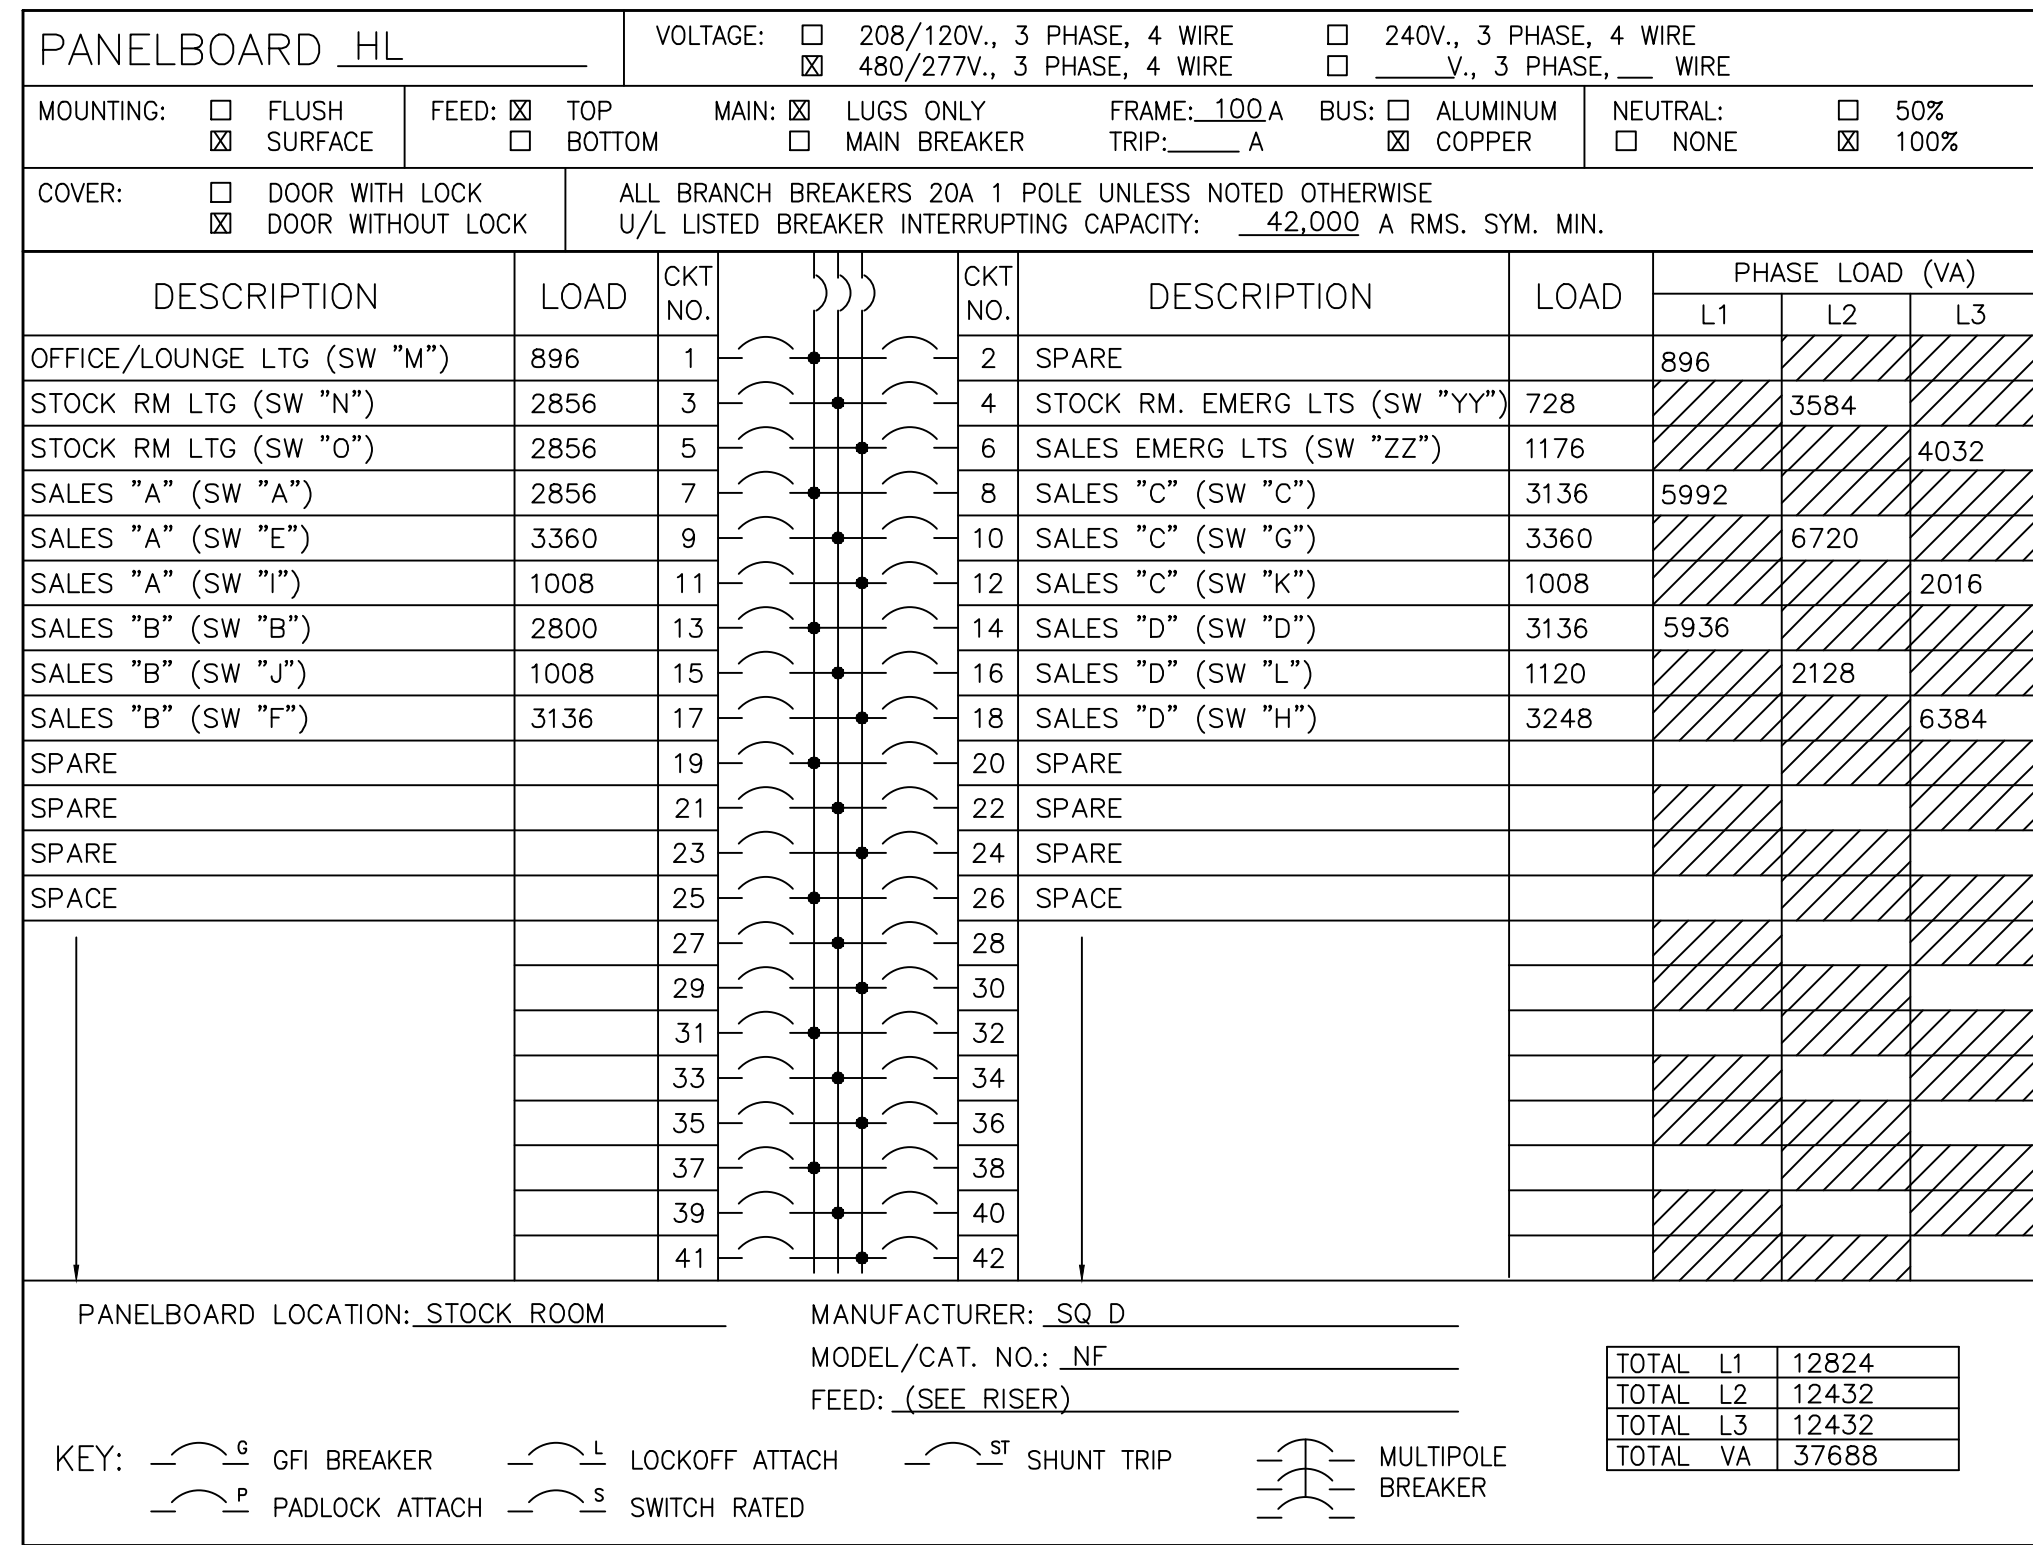 PANELBOARD HL
VOLTAGE: 208/120V., 3 PHASE, 4 WIRE 240V., 3 PHASE, 4 WIRE
☒ 480/277V., 3 PHASE, 4 WIRE ____V., 3 PHASE, __ WIRE
MOUNTING: ☐ FLUSH FEED: ☒ TOP MAIN: ☒ LUGS ONLY FRAME: 100 A BUS: ☐ ALUMINUM NEUTRAL: ☐ 50%
☒ SURFACE ☐ BOTTOM ☐ MAIN BREAKER TRIP:____ A ☒ COPPER ☐ NONE ☒ 100%
COVER: ☐ DOOR WITH LOCK ALL BRANCH BREAKERS 20A 1 POLE UNLESS NOTED OTHERWISE
☒ DOOR WITHOUT LOCK U/L LISTED BREAKER INTERRUPTING CAPACITY: 42,000 A RMS. SYM. MIN.
DESCRIPTION LOAD CKT NO. CKT NO. DESCRIPTION LOAD PHASE LOAD (VA)
L1 L2 L3
OFFICE/LOUNGE LTG (SW "M") 896 1 2 SPARE 896
STOCK RM LTG (SW "N") 2856 3 4 STOCK RM. EMERG LTS (SW "YY") 728 3584
STOCK RM LTG (SW "O") 2856 5 6 SALES EMERG LTS (SW "ZZ") 1176 4032
SALES "A" (SW "A") 2856 7 8 SALES "C" (SW "C") 3136 5992
SALES "A" (SW "E") 3360 9 10 SALES "C" (SW "G") 3360 6720
SALES "A" (SW "I") 1008 11 12 SALES "C" (SW "K") 1008 2016
SALES "B" (SW "B") 2800 13 14 SALES "D" (SW "D") 3136 5936
SALES "B" (SW "J") 1008 15 16 SALES "D" (SW "L") 1120 2128
SALES "B" (SW "F") 3136 17 18 SALES "D" (SW "H") 3248 6384
SPARE 19 20 SPARE
SPARE 21 22 SPARE
SPARE 23 24 SPARE
SPACE 25 26 SPACE
27 28
29 30
31 32
33 34
35 36
37 38
39 40
41 42
PANELBOARD LOCATION: STOCK ROOM MANUFACTURER: SQ D
MODEL/CAT. NO.: NF
FEED: (SEE RISER)
TOTAL L1 12824
TOTAL L2 12432
TOTAL L3 12432
TOTAL VA 37688
KEY: G GFI BREAKER L LOCKOFF ATTACH ST SHUNT TRIP MULTIPOLE BREAKER
P PADLOCK ATTACH S SWITCH RATED